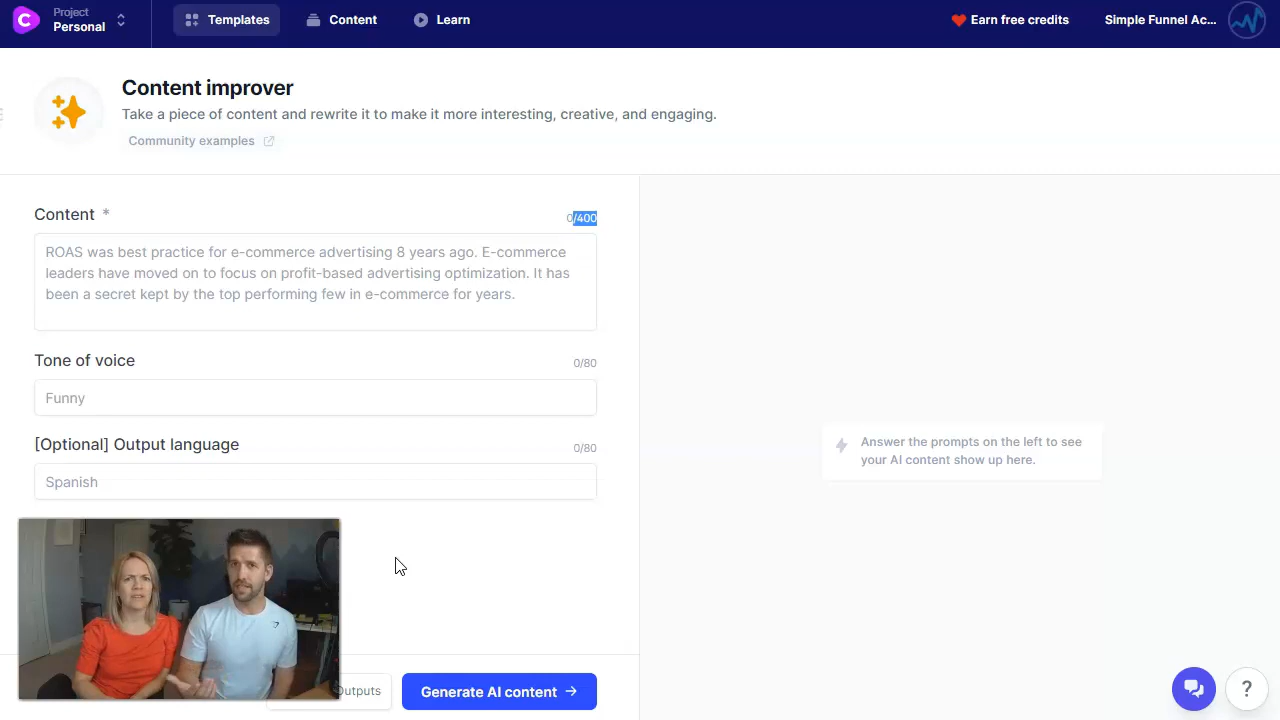 Project
Personal
Templates
Content
Learn
Earn free credits
Simple Funnel Ac...
Content improver
Take a piece of content and rewrite it to make it more interesting, creative, and engaging.
Community examples
Content *
0/400
ROAS was best practice for e-commerce advertising 8 years ago. E-commerce
leaders have moved on to focus on profit-based advertising optimization. It has
been a secret kept by the top performing few in e-commerce for years.
Tone of voice
0/80
Funny
[Optional] Output language
0/80
Spanish
Answer the prompts on the left to see
your AI content show up here.
Outputs
Generate AI content →
?